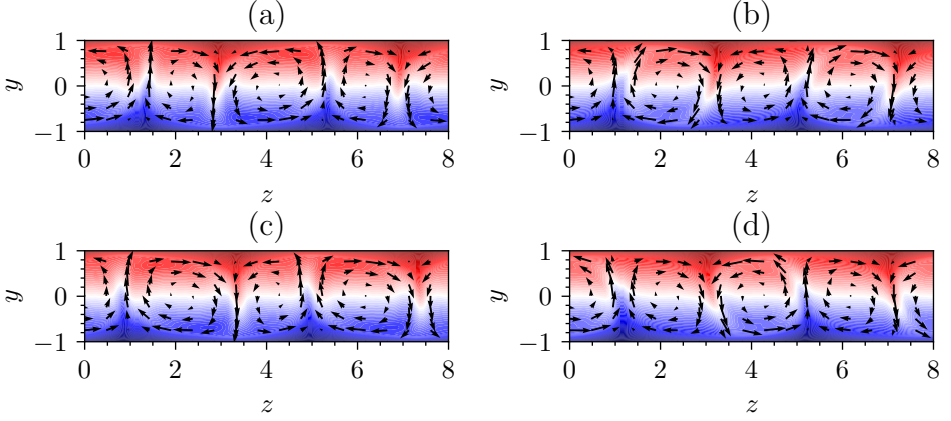 (a) (b)
1 1
y 0 y 0
−1 −1
0 2 4 6 8 0 2 4 6 8
z z
(c) (d)
1 1
y 0 y 0
−1 −1
0 2 4 6 8 0 2 4 6 8
z z